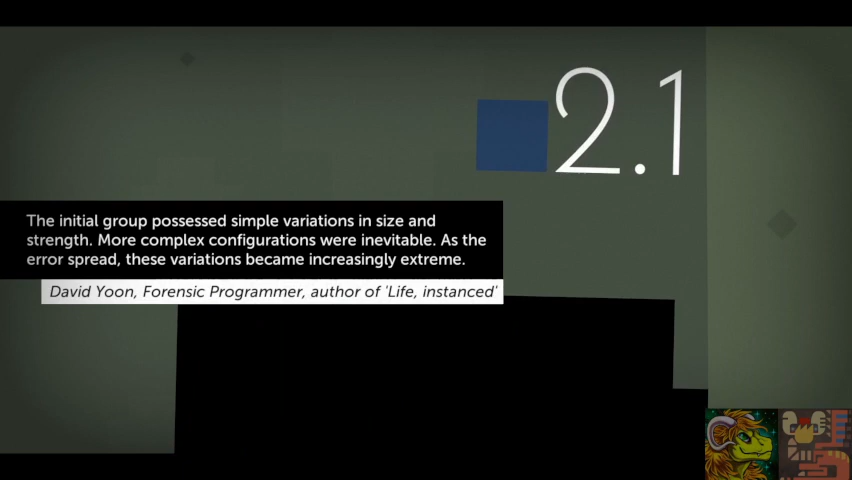 2.1
The initial group possessed simple variations in size and
strength. More complex configurations were inevitable. As the
error spread, these variations became increasingly extreme.
David Yoon, Forensic Programmer, author of 'Life, instanced'